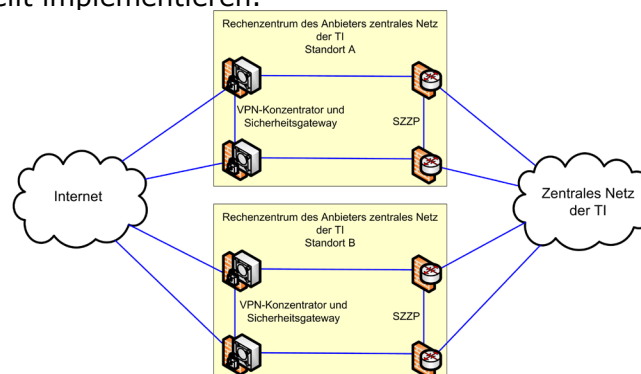 implementieren.
Rechenzentrum des Anbieters zentrales Netz
der TI
Standort A
VPN-Konzentrator und
Sicherheitsgateway
SZZP
Internet
Zentrales Netz
der TI
Rechenzentrum des Anbieters zentrales Netz
der TI
Standort B
VPN-Konzentrator und
Sicherheitsgateway
SZZP